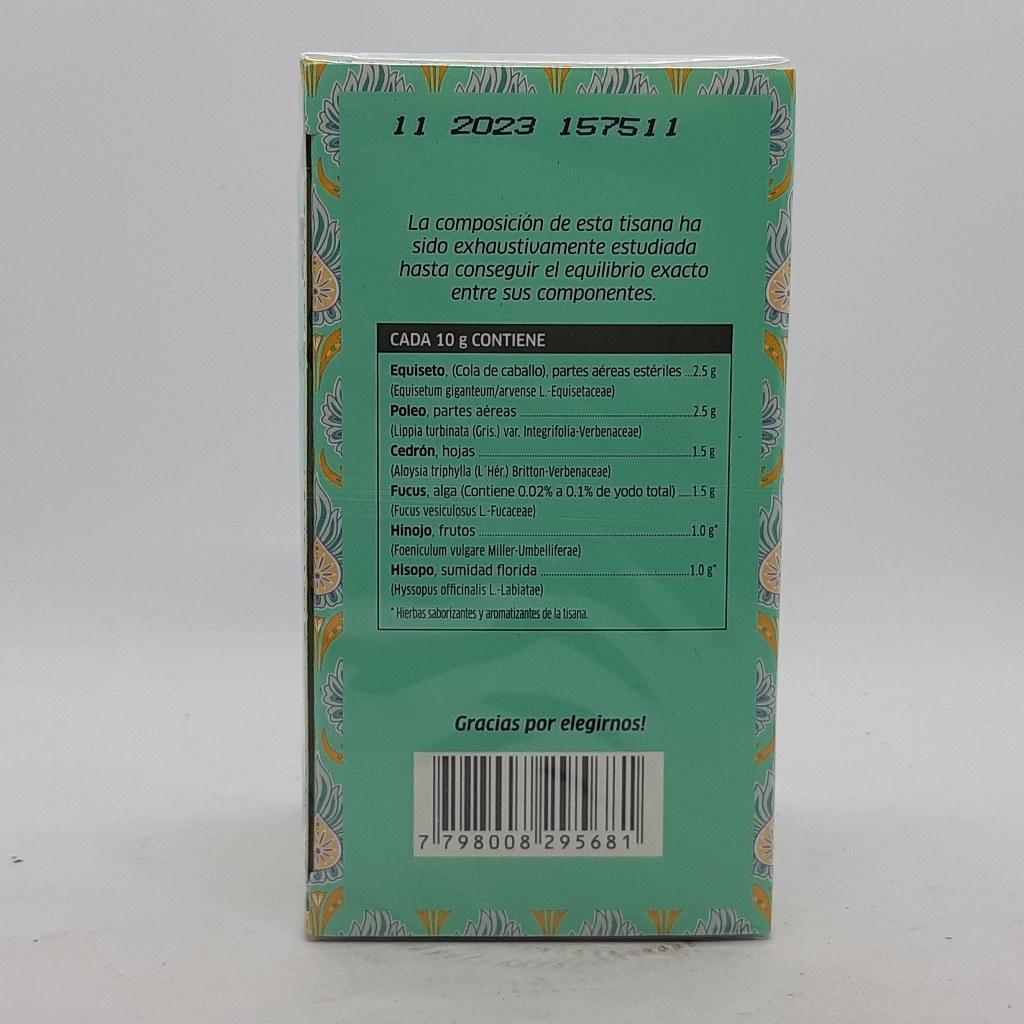 11 2023 157511
La composición de esta tisana ha
sido exhaustivamente estudiada
hasta conseguir el equilibrio exacto
entre sus componentes.
CADA 10 g CONTIENE
Equiseto, (Cola de caballo), partes aéreas estériles ...2.5 g
(Equisetum giganteum/arvense L.-Equisetaceae)
Poleo, partes aéreas ........ 2.5 g
(Lippia turbinata (Gris.) var. Integrifolia-Verbenaceae)
Cedrón, hojas ........ 1.5 g
(Aloysia triphylla (L´Hér,) Britton-Verbenaceae)
Fucus, alga (Contiene 0.02% a 0.1% de yodo total) .....1.5 g
(Fucus vesiculosus L.-Fucaceae)
Hinojo, frutos ........ 1.0 g*
(Foeniculum vulgare Miller-Umbelliferae)
Hisopo, sumidad florida ........ 1.0 g*
(Hyssopus officinalis L.-Labiatae)
* Hierbas saborizantes y aromatizantes de la tisana.
Gracias por elegirnos!
7 798008 295681